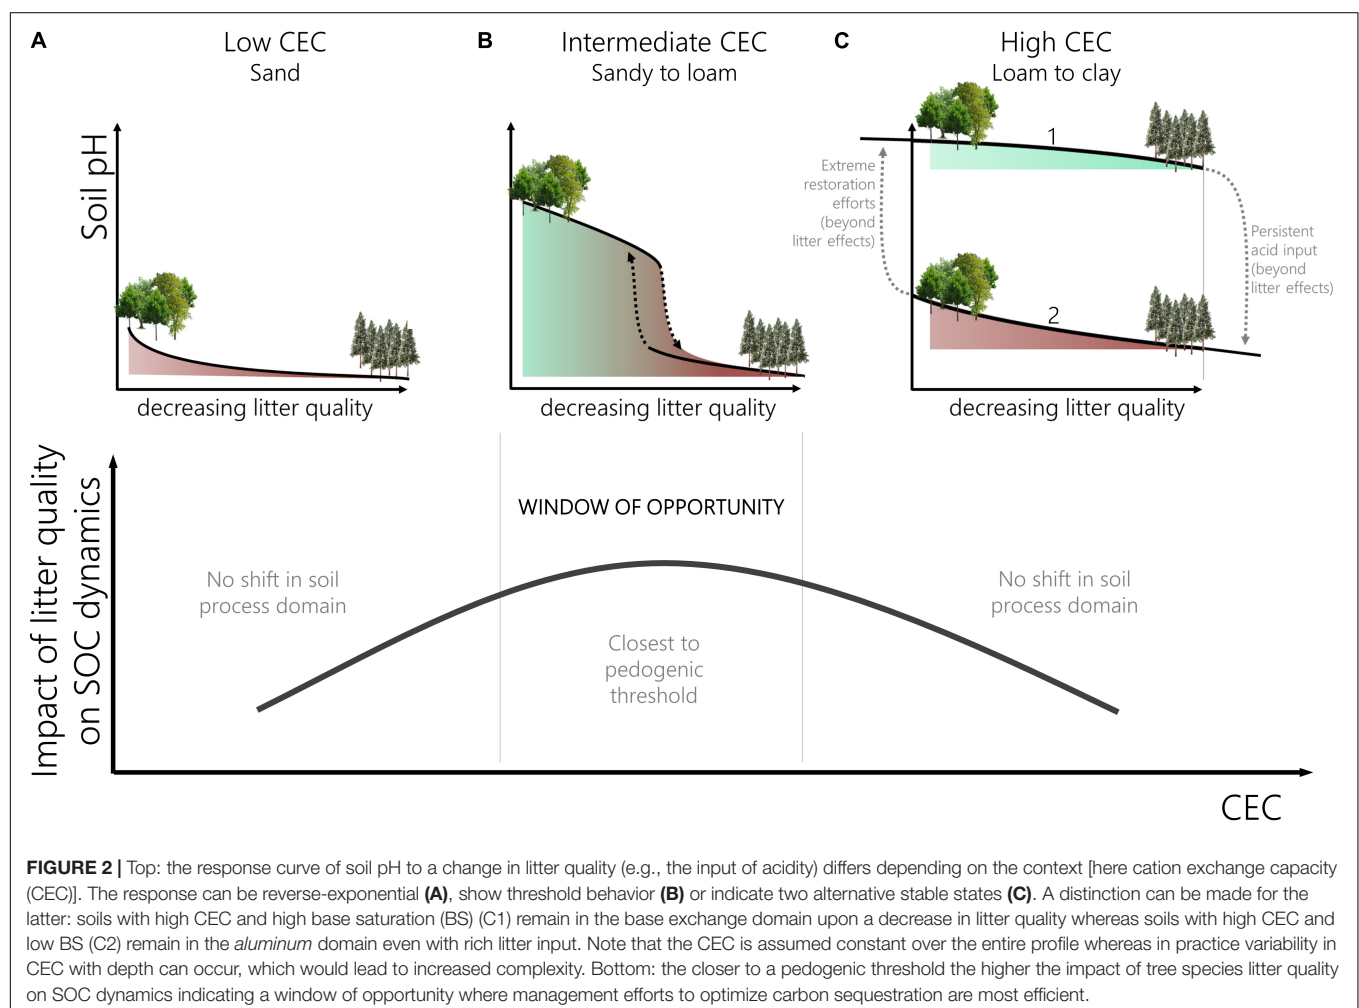 A
Low CEC
Sand
Soil pH
decreasing litter quality
B
Intermediate CEC
Sandy to loam
decreasing litter quality
C
High CEC
Loam to clay
1
Extreme
restoration
efforts
(beyond
litter effects)
Persistent
acid input
(beyond
litter effects)
2
decreasing litter quality
Impact of litter quality
on SOC dynamics
WINDOW OF OPPORTUNITY
No shift in soil
process domain
Closest to
pedogenic
threshold
No shift in soil
process domain
CEC
FIGURE 2 | Top: the response curve of soil pH to a change in litter quality (e.g., the input of acidity) differs depending on the context [here cation exchange capacity
(CEC)]. The response can be reverse-exponential (A), show threshold behavior (B) or indicate two alternative stable states (C). A distinction can be made for the
latter: soils with high CEC and high base saturation (BS) (C1) remain in the base exchange domain upon a decrease in litter quality whereas soils with high CEC and
low BS (C2) remain in the aluminum domain even with rich litter input. Note that the CEC is assumed constant over the entire profile whereas in practice variability in
CEC with depth can occur, which would lead to increased complexity. Bottom: the closer to a pedogenic threshold the higher the impact of tree species litter quality
on SOC dynamics indicating a window of opportunity where management efforts to optimize carbon sequestration are most efficient.